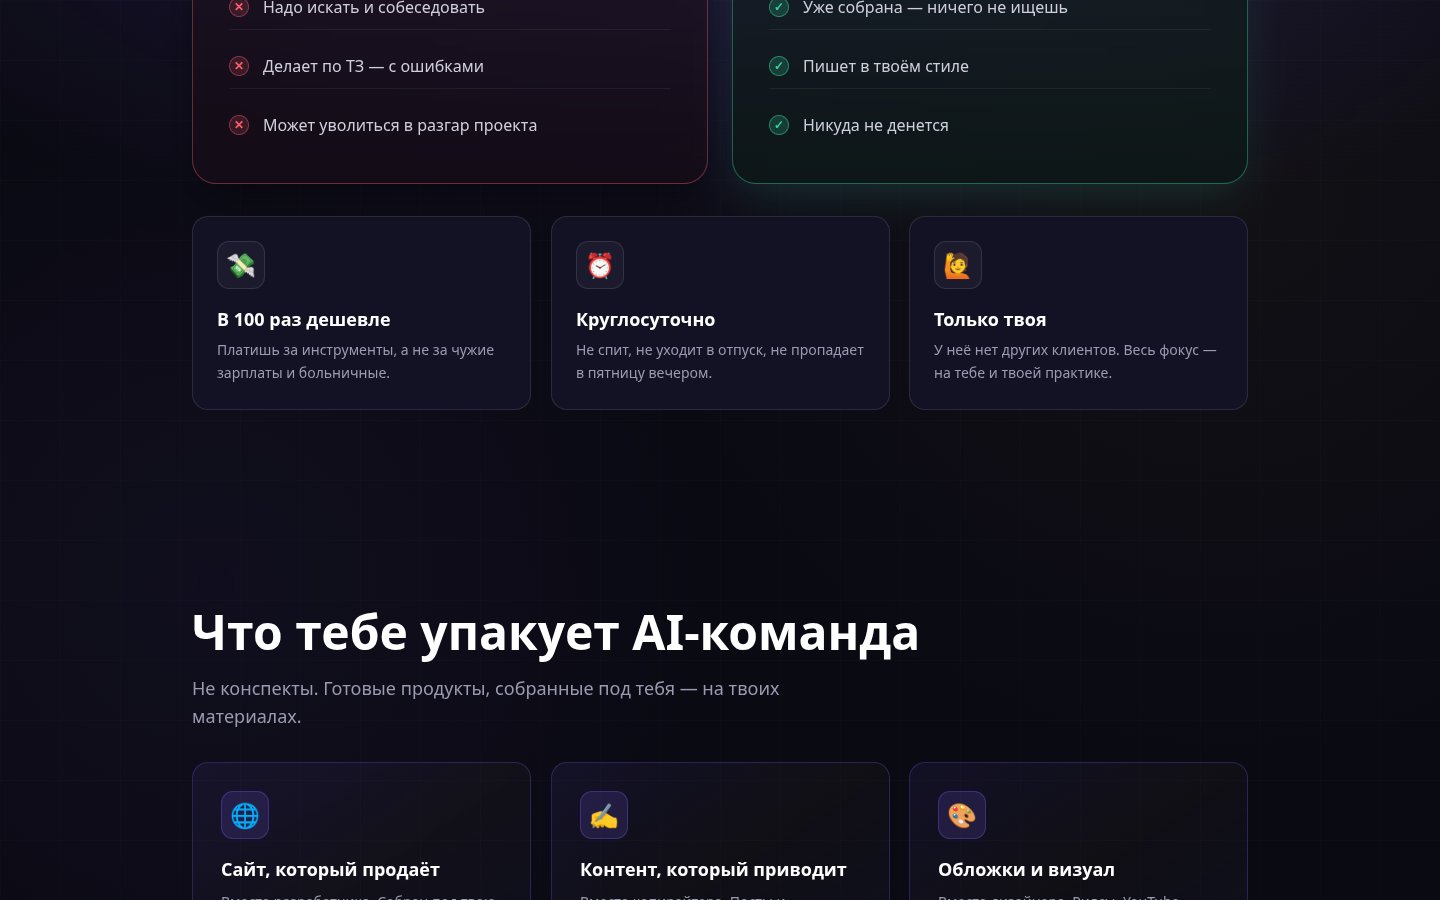 Надо искать и собеседовать
Делает по ТЗ — с ошибками
Может уволиться в разгар проекта
Уже собрана — ничего не ищешь
Пишет в твоём стиле
Никуда не денется
В 100 раз дешевле
Платишь за инструменты, а не за чужие
зарплаты и больничные.
Круглосуточно
Не спит, не уходит в отпуск, не пропадает
в пятницу вечером.
Только твоя
У неё нет других клиентов. Весь фокус —
на тебе и твоей практике.
Что тебе упакует AI-команда
Не конспекты. Готовые продукты, собранные под тебя — на твоих
материалах.
Сайт, который продаёт
Контент, который приводит
Обложки и визуал